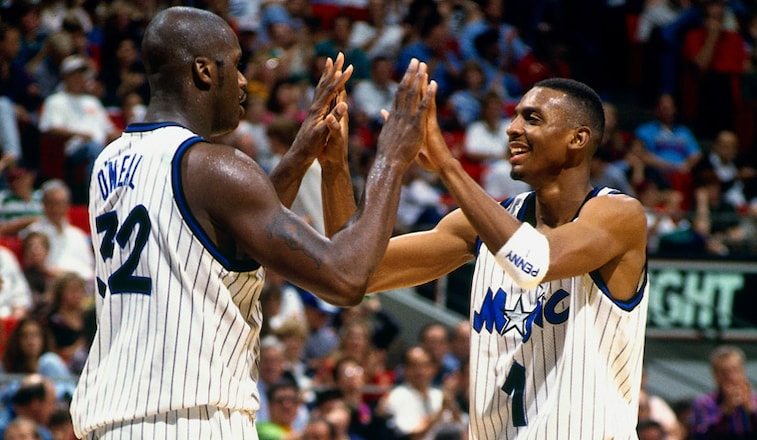 O'NEAL
32
PENNY
MAGIC
1
GHT